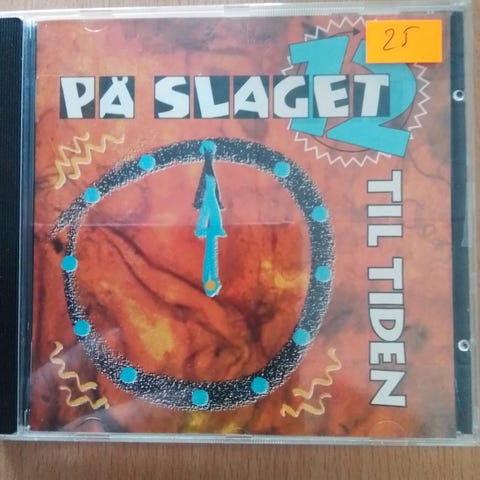 25
PÅ SLAGET 12
TIL TIDEN